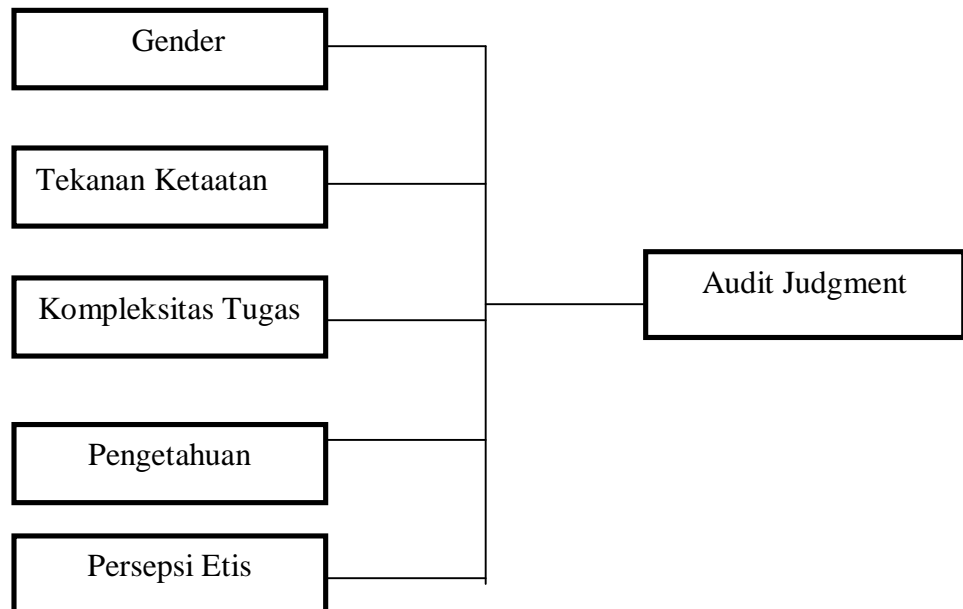 Gender
Tekanan Ketaatan
Kompleksitas Tugas
Audit Judgment
Pengetahuan
Persepsi Etis